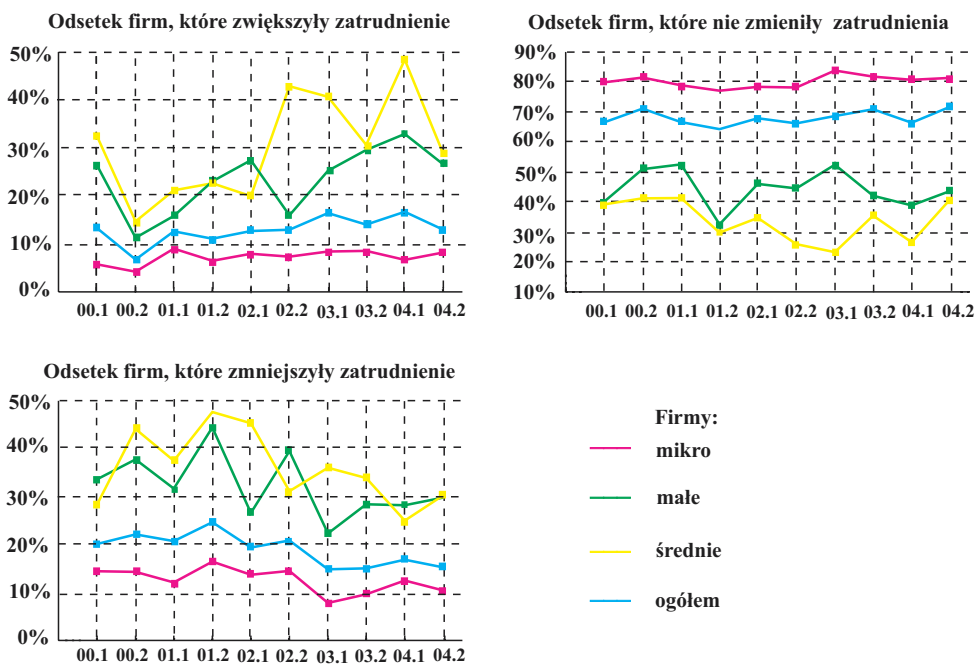 Odsetek firm, które zwiększyły zatrudnienie
50%
40%
30%
20%
10%
0%
00.1 00.2 01.1 01.2 02.1 02.2 03.1 03.2 04.1 04.2
Odsetek firm, które nie zmieniły zatrudnienia
90%
80%
70%
60%
50%
40%
30%
20%
10%
00.1 00.2 01.1 01.2 02.1 02.2 03.1 03.2 04.1 04.2
Odsetek firm, które zmniejszyły zatrudnienie
50%
40%
30%
20%
10%
0%
00.1 00.2 01.1 01.2 02.1 02.2 03.1 03.2 04.1 04.2
Firmy:
mikro
małe
średnie
ogółem